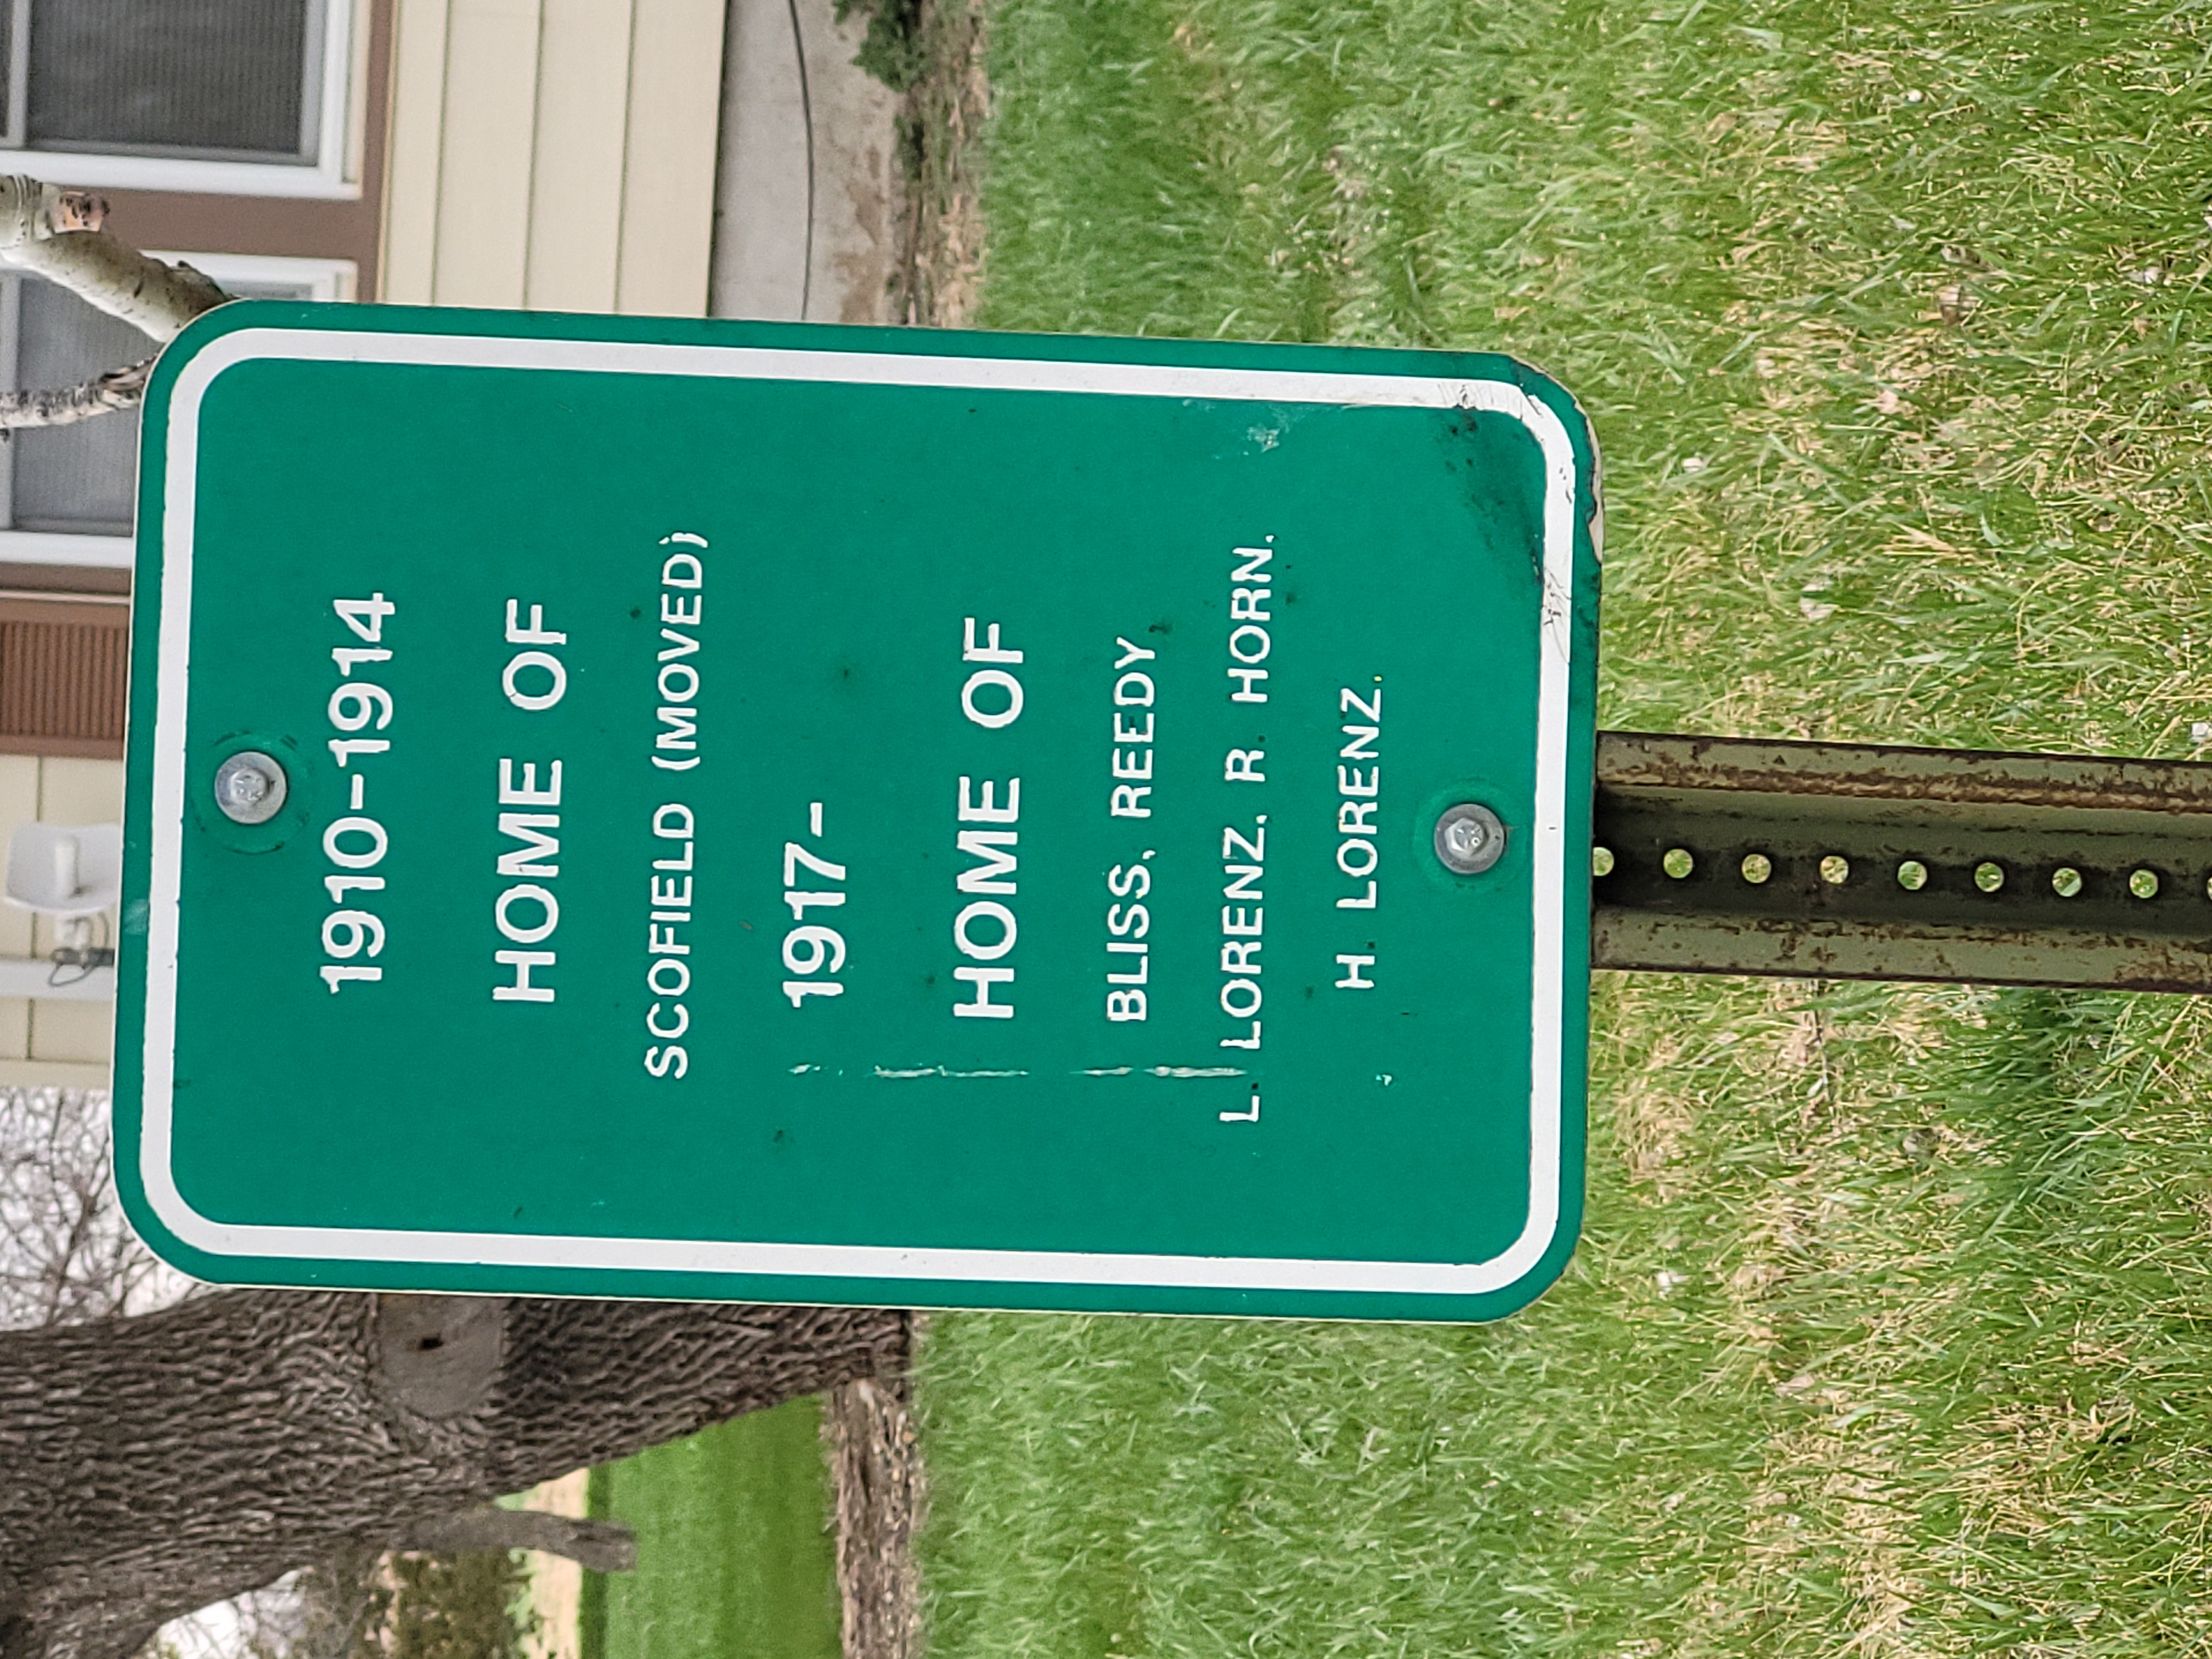 1910-1914
HOME OF
SCOFIELD (MOVED)
1917-
HOME OF
BLISS, REEDY,
L. LORENZ, R. HORN,
H. LORENZ.